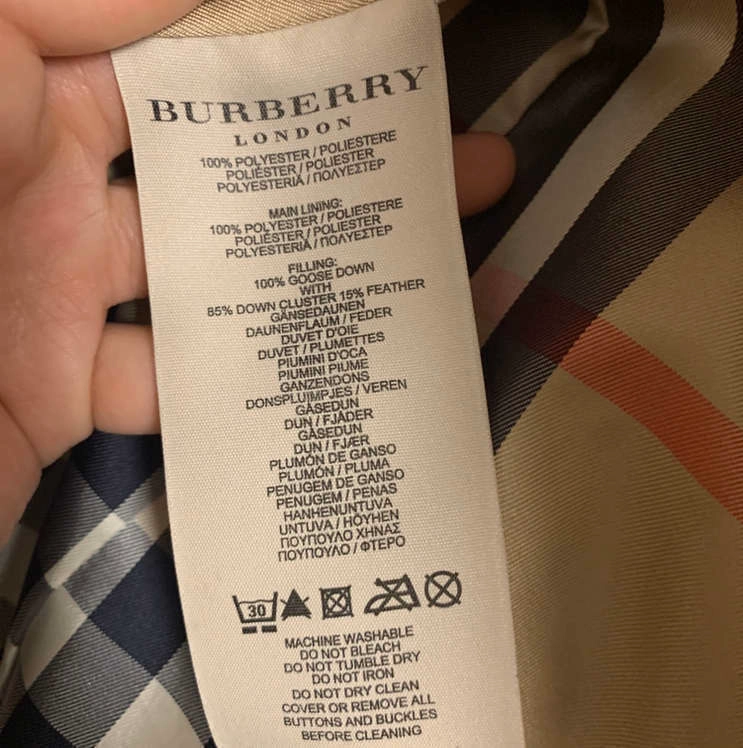 BURBERRY
LONDON
100% POLYESTER / POLIESTERE
POLIÉSTER / POLIESTER
POLYESTERIÄ / ΠΟΛΥΕΣΤΕΡ
MAIN LINING:
100% POLYESTER / POLIESTERE
POLIÉSTER / POLIESTER
POLYESTERIÄ / ΠΟΛΥΕΣΤΕΡ
FILLING:
100% GOOSE DOWN
WITH
85% DOWN CLUSTER 15% FEATHER
GÄNSEDAUNEN
DAUNENFLAUM / FEDER
DUVET D'OIE
DUVET / PLUMETTES
PIUMINI D'OCA
PIUMINI PIUME
GANZENDONS
DONSPLUIMPJES / VEREN
GÅSEDUN
DUN / FJÄDER
GÅSEDUN
DUN / FJÆR
PLUMÓN DE GANSO
PLUMÓN / PLUMA
PENUGEM DE GANSO
PENUGEM / PENAS
HANHENUNTUVA
UNTUVA / HÖYHEN
ΠΟΥΠΟΥΛΟ ΧΗΝΑΣ
ΠΟΥΠΟΥΛΟ / ΦΤΕΡΟ
30
MACHINE WASHABLE
DO NOT BLEACH
DO NOT TUMBLE DRY
DO NOT IRON
DO NOT DRY CLEAN
COVER OR REMOVE ALL
BUTTONS AND BUCKLES
BEFORE CLEANING